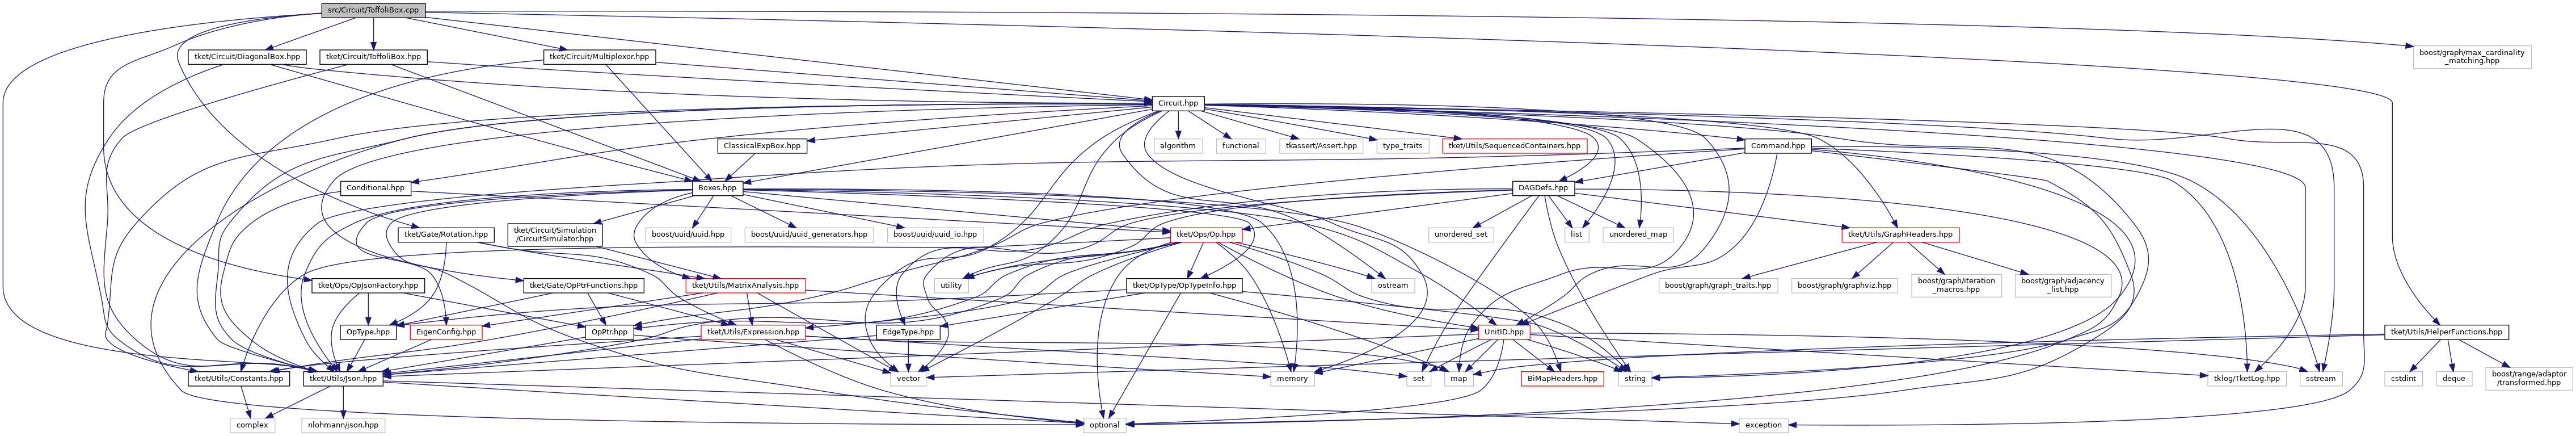 src/Circuit/ToffoliBox.cpp
tket/Circuit/DiagonalBox.hpp
tket/Circuit/ToffoliBox.hpp
tket/Circuit/Multiplexor.hpp
boost/graph/max_cardinality
_matching.hpp
Circuit.hpp
ClassicalExpBox.hpp
algorithm
functional
tkassert/Assert.hpp
type_traits
tket/Utils/SequencedContainers.hpp
Command.hpp
Conditional.hpp
Boxes.hpp
DAGDefs.hpp
tket/Gate/Rotation.hpp
tket/Circuit/Simulation
/CircuitSimulator.hpp
boost/uuid/uuid.hpp
boost/uuid/uuid_generators.hpp
boost/uuid/uuid_io.hpp
tket/Ops/Op.hpp
unordered_set
list
unordered_map
tket/Utils/GraphHeaders.hpp
tket/Ops/OpJsonFactory.hpp
tket/Gate/OpPtrFunctions.hpp
tket/Utils/MatrixAnalysis.hpp
utility
tket/OpType/OpTypeInfo.hpp
ostream
boost/graph/graph_traits.hpp
boost/graph/graphviz.hpp
boost/graph/iteration
_macros.hpp
boost/graph/adjacency
_list.hpp
OpType.hpp
EigenConfig.hpp
OpPtr.hpp
tket/Utils/Expression.hpp
EdgeType.hpp
UnitID.hpp
tket/Utils/HelperFunctions.hpp
tket/Utils/Constants.hpp
tket/Utils/Json.hpp
vector
memory
set
map
BiMapHeaders.hpp
string
tklog/TketLog.hpp
sstream
cstdint
deque
boost/range/adaptor
/transformed.hpp
complex
nlohmann/json.hpp
optional
exception